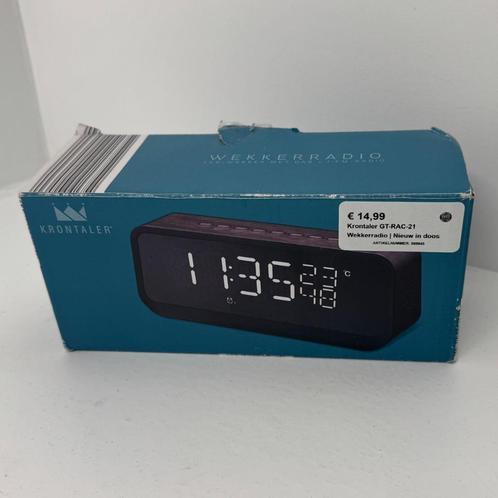 WEKKERRADIO
KRONTALER
€ 14,99
Krontaler GT-RAC-21
Wekkerradio | Nieuw in doos
11:35
23 °C
48